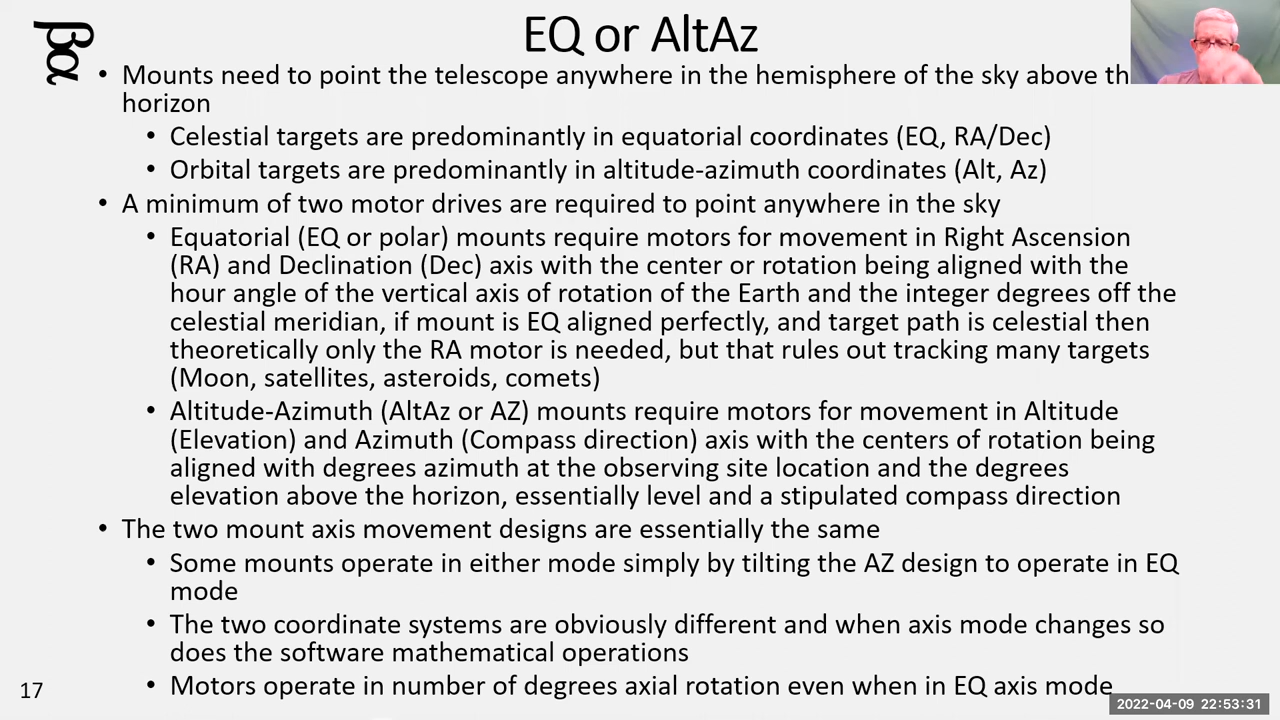 βα
EQ or AltAz
• Mounts need to point the telescope anywhere in the hemisphere of the sky above th
horizon
• Celestial targets are predominantly in equatorial coordinates (EQ, RA/Dec)
• Orbital targets are predominantly in altitude-azimuth coordinates (Alt, Az)
• A minimum of two motor drives are required to point anywhere in the sky
• Equatorial (EQ or polar) mounts require motors for movement in Right Ascension
(RA) and Declination (Dec) axis with the center or rotation being aligned with the
hour angle of the vertical axis of rotation of the Earth and the integer degrees off the
celestial meridian, if mount is EQ aligned perfectly, and target path is celestial then
theoretically only the RA motor is needed, but that rules out tracking many targets
(Moon, satellites, asteroids, comets)
• Altitude-Azimuth (AltAz or AZ) mounts require motors for movement in Altitude
(Elevation) and Azimuth (Compass direction) axis with the centers of rotation being
aligned with degrees azimuth at the observing site location and the degrees
elevation above the horizon, essentially level and a stipulated compass direction
• The two mount axis movement designs are essentially the same
• Some mounts operate in either mode simply by tilting the AZ design to operate in EQ
mode
• The two coordinate systems are obviously different and when axis mode changes so
does the software mathematical operations
• Motors operate in number of degrees axial rotation even when in EQ axis mode
17
2022-04-09 22:53:31